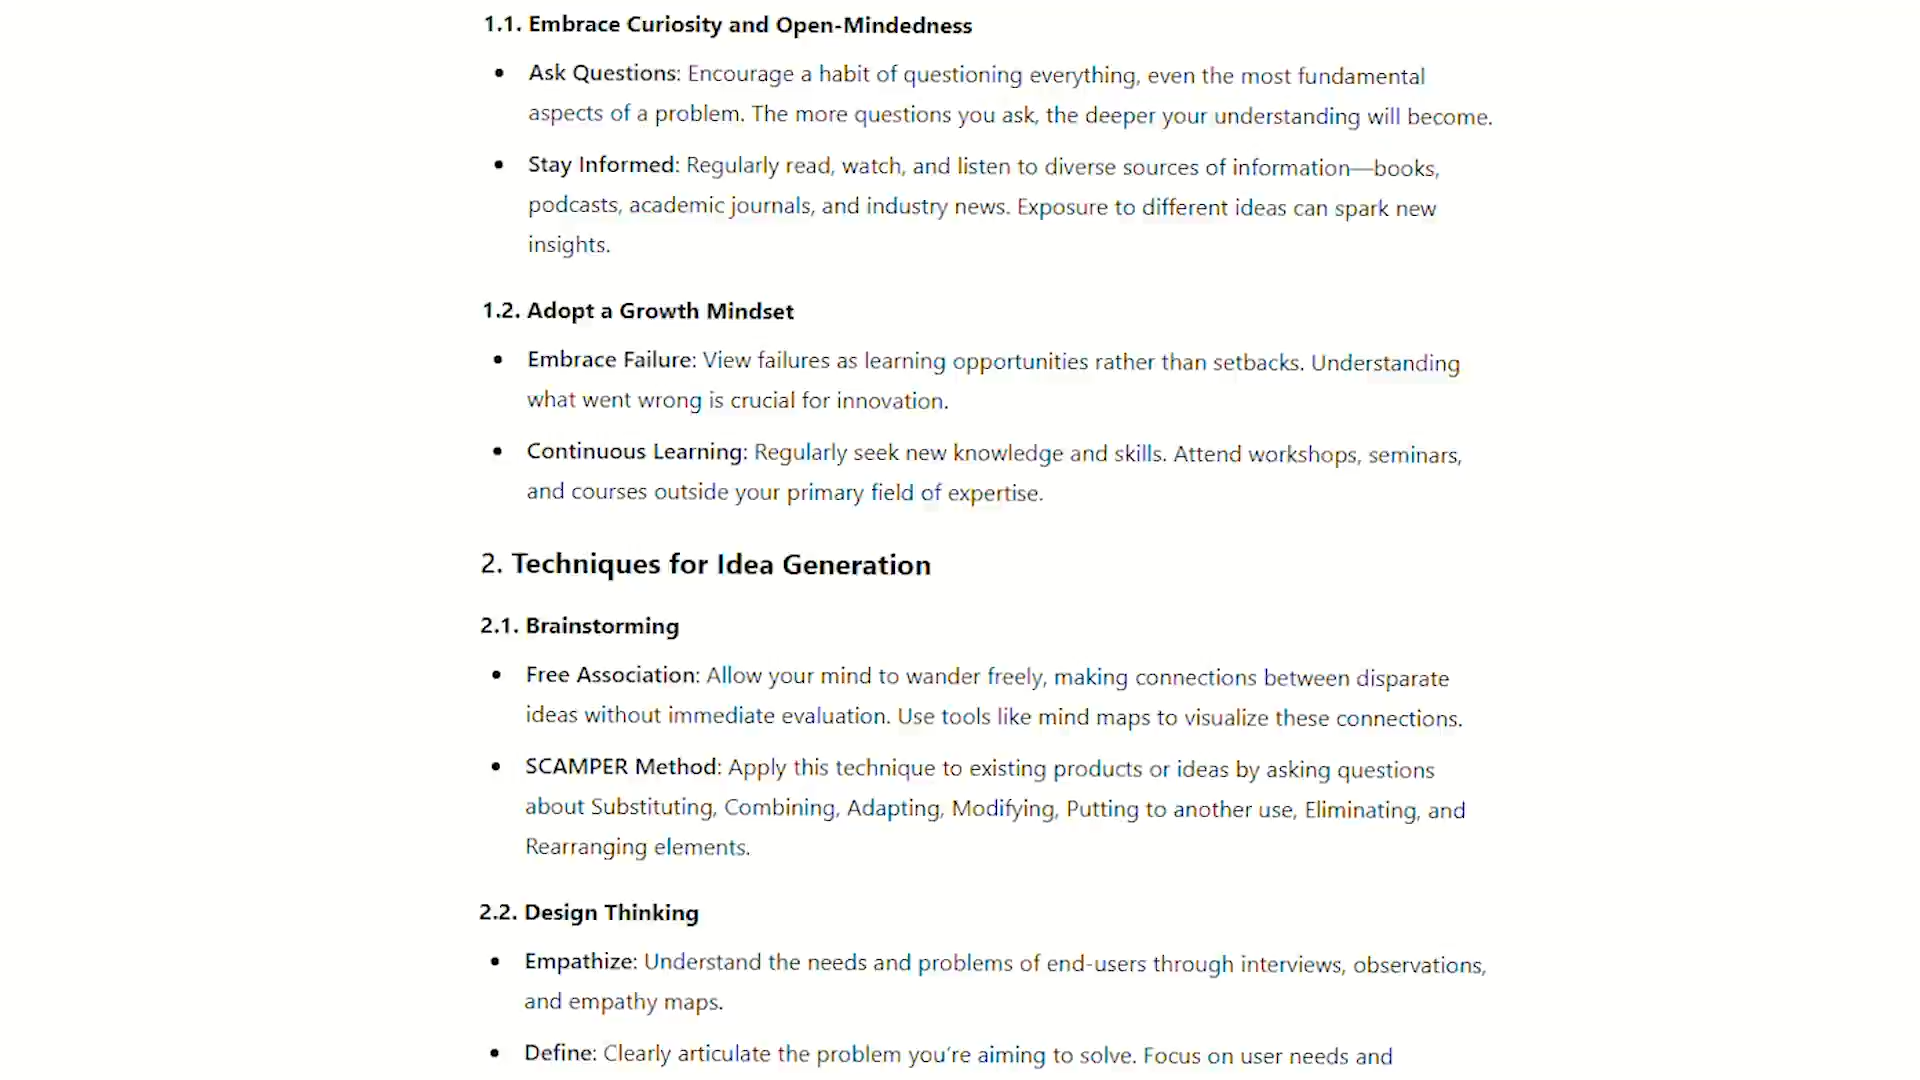 1.1. Embrace Curiosity and Open-Mindedness
• Ask Questions: Encourage a habit of questioning everything, even the most fundamental
aspects of a problem. The more questions you ask, the deeper your understanding will become.
• Stay Informed: Regularly read, watch, and listen to diverse sources of information—books,
podcasts, academic journals, and industry news. Exposure to different ideas can spark new
insights.
1.2. Adopt a Growth Mindset
• Embrace Failure: View failures as learning opportunities rather than setbacks. Understanding
what went wrong is crucial for innovation.
• Continuous Learning: Regularly seek new knowledge and skills. Attend workshops, seminars,
and courses outside your primary field of expertise.
2. Techniques for Idea Generation
2.1. Brainstorming
• Free Association: Allow your mind to wander freely, making connections between disparate
ideas without immediate evaluation. Use tools like mind maps to visualize these connections.
• SCAMPER Method: Apply this technique to existing products or ideas by asking questions
about Substituting, Combining, Adapting, Modifying, Putting to another use, Eliminating, and
Rearranging elements.
2.2. Design Thinking
• Empathize: Understand the needs and problems of end-users through interviews, observations,
and empathy maps.
• Define: Clearly articulate the problem you're aiming to solve. Focus on user needs and